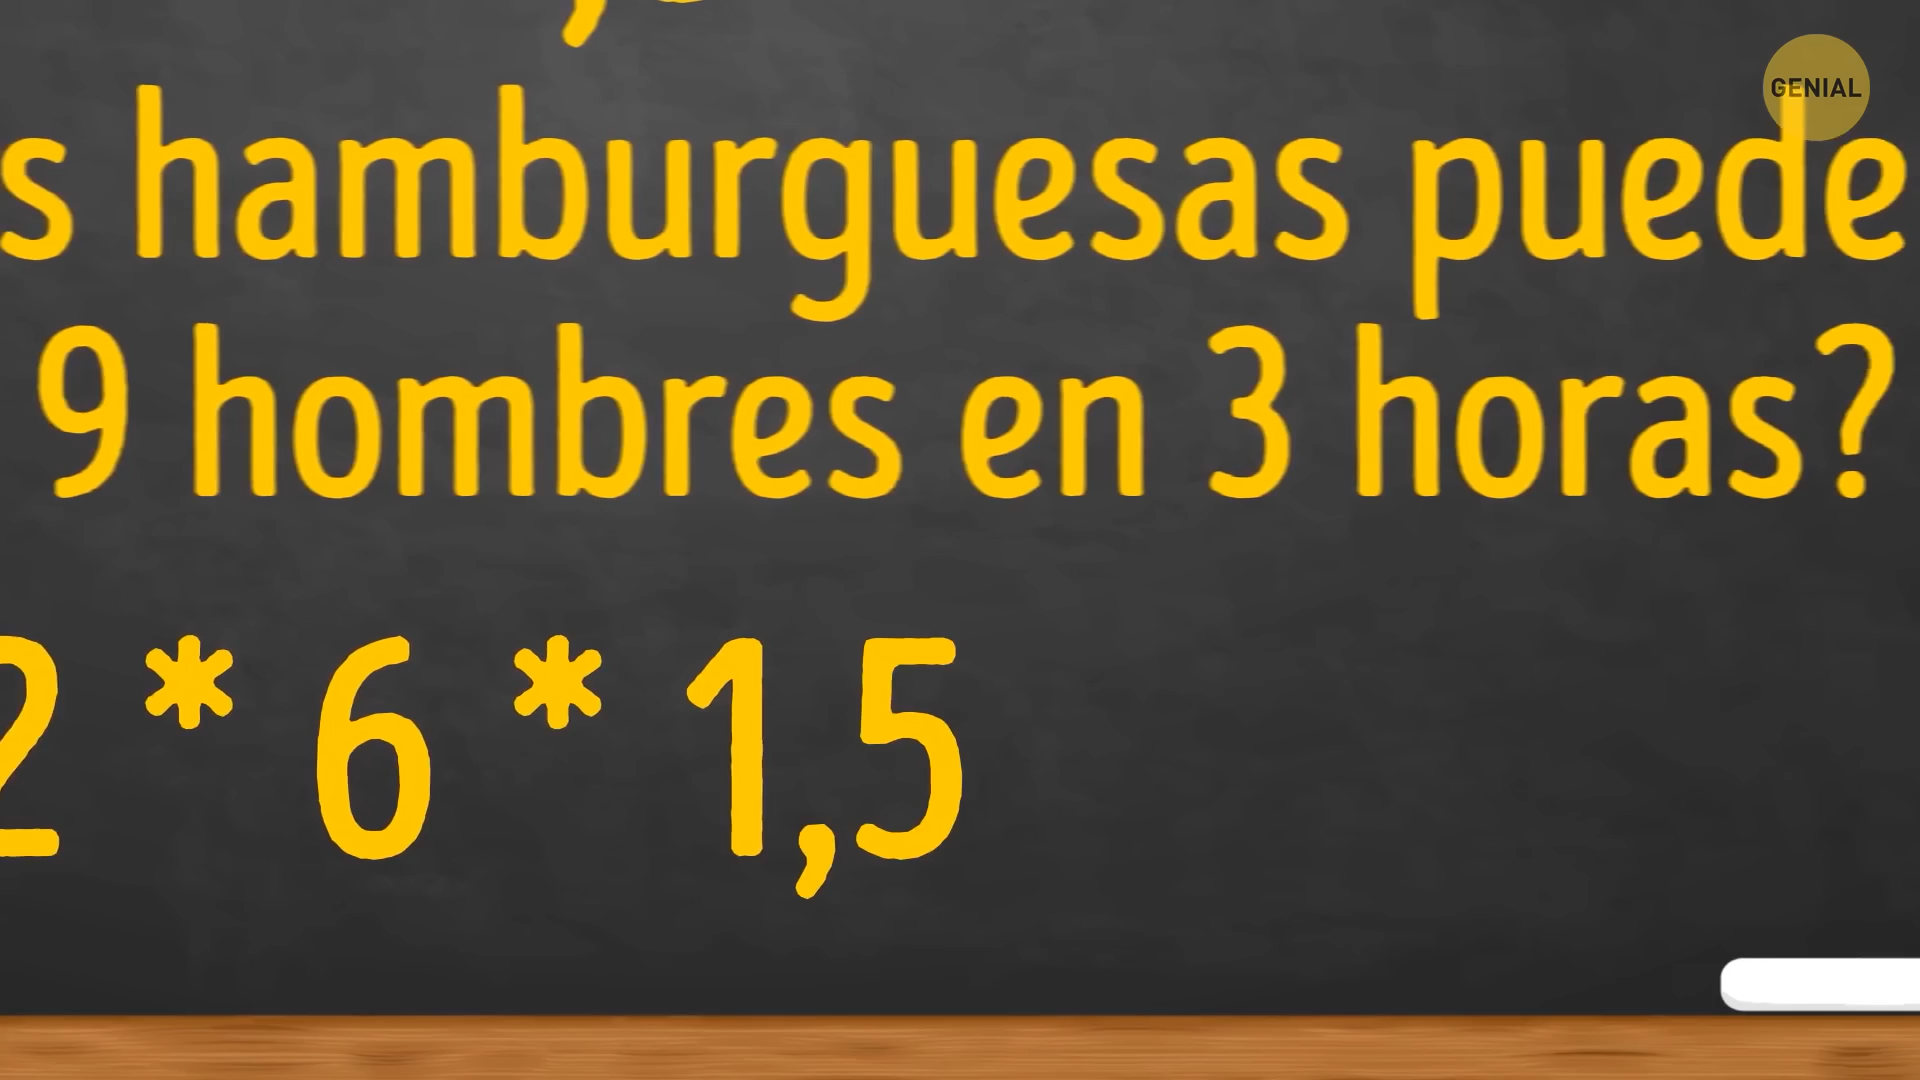 GENIAL
s hamburguesas puede
9 hombres en 3 horas?
2 * 6 * 1,5